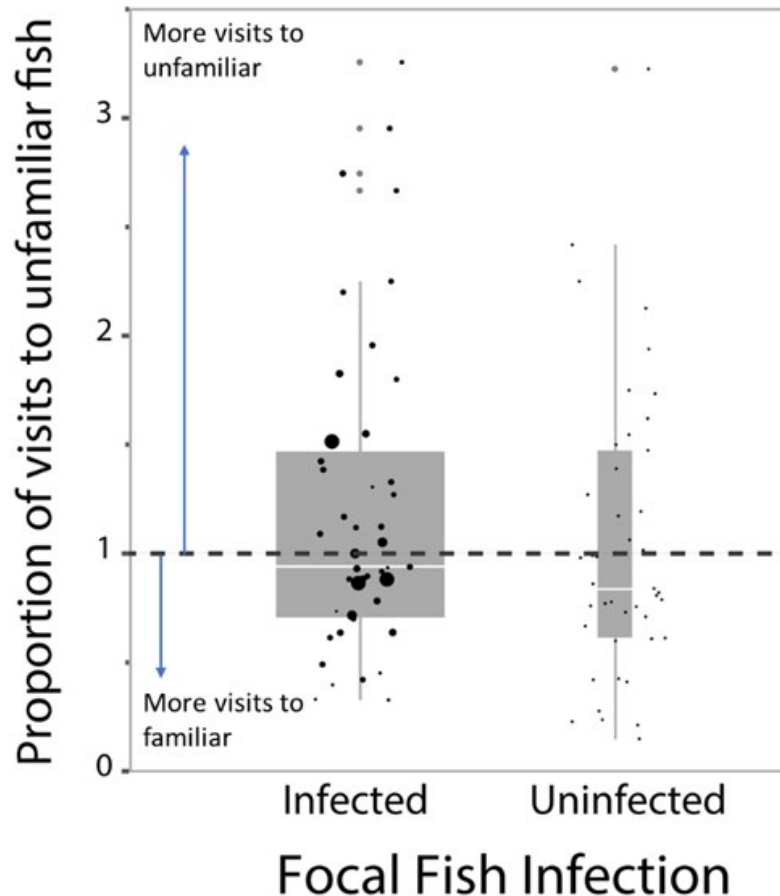 Proportion of visits to unfamiliar fish
More visits to
unfamiliar
3
2
1
0
More visits to
familiar
Infected
Uninfected
Focal Fish Infection